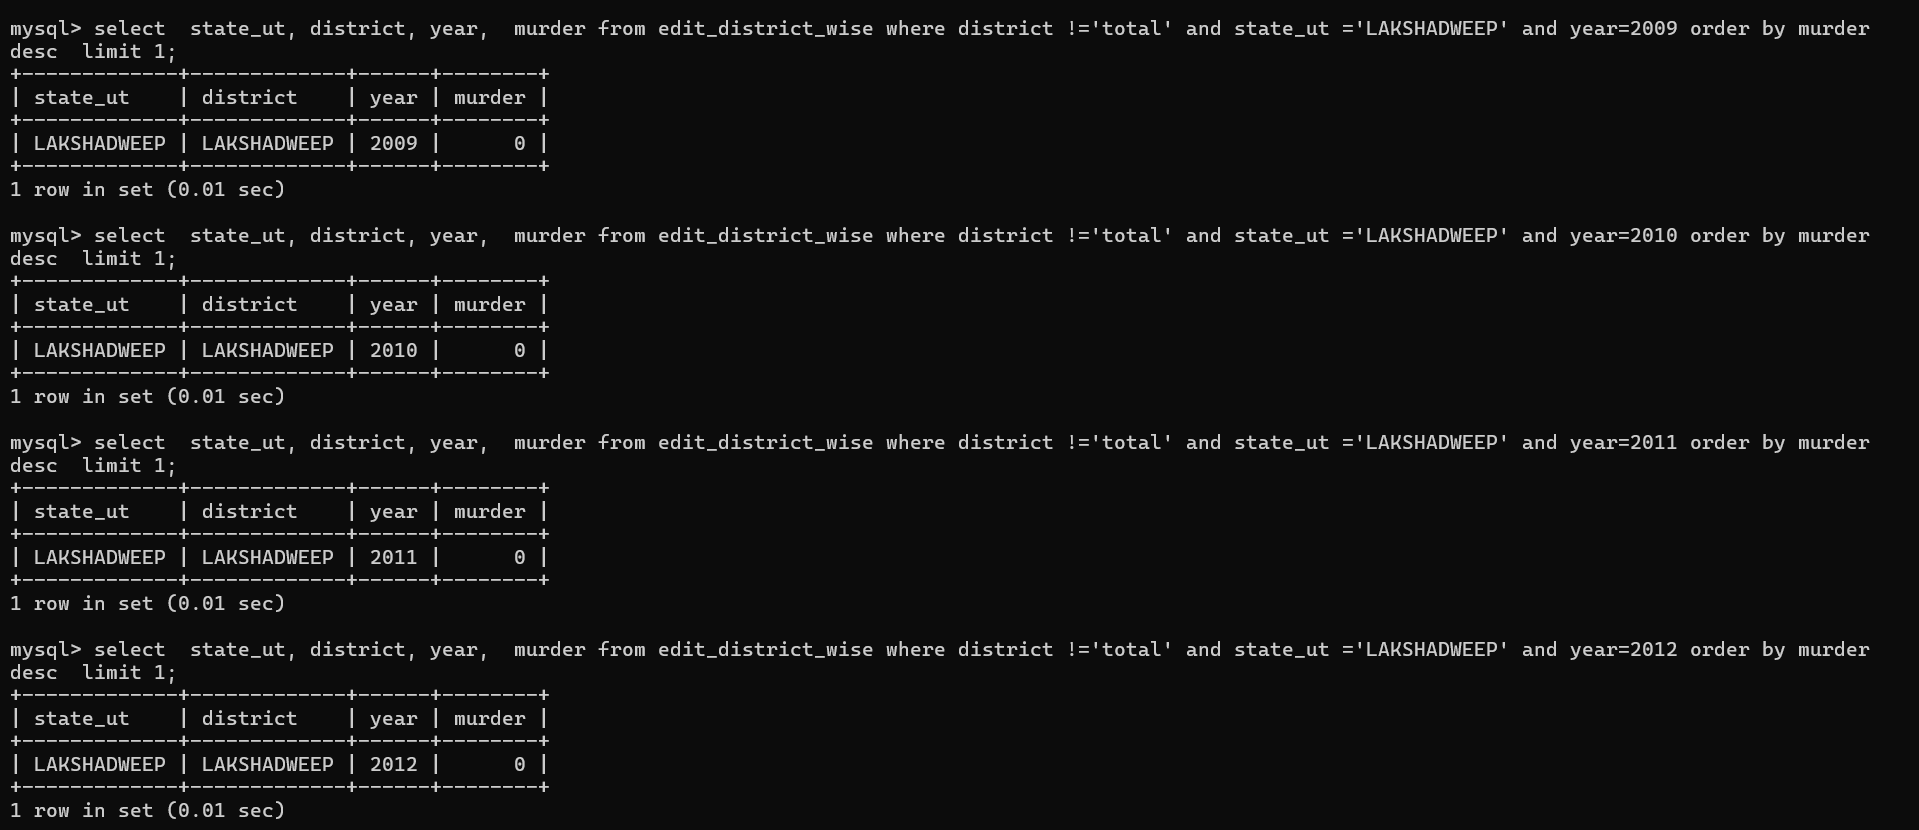 mysql> select  state_ut, district, year,  murder from edit_district_wise where district !='total' and state_ut ='LAKSHADWEEP' and year=2009 order by murder
desc  limit 1;
+-------------+-------------+------+--------+
| state_ut    | district    | year | murder |
+-------------+-------------+------+--------+
| LAKSHADWEEP | LAKSHADWEEP | 2009 |      0 |
+-------------+-------------+------+--------+
1 row in set (0.01 sec)

mysql> select  state_ut, district, year,  murder from edit_district_wise where district !='total' and state_ut ='LAKSHADWEEP' and year=2010 order by murder
desc  limit 1;
+-------------+-------------+------+--------+
| state_ut    | district    | year | murder |
+-------------+-------------+------+--------+
| LAKSHADWEEP | LAKSHADWEEP | 2010 |      0 |
+-------------+-------------+------+--------+
1 row in set (0.01 sec)

mysql> select  state_ut, district, year,  murder from edit_district_wise where district !='total' and state_ut ='LAKSHADWEEP' and year=2011 order by murder
desc  limit 1;
+-------------+-------------+------+--------+
| state_ut    | district    | year | murder |
+-------------+-------------+------+--------+
| LAKSHADWEEP | LAKSHADWEEP | 2011 |      0 |
+-------------+-------------+------+--------+
1 row in set (0.01 sec)

mysql> select  state_ut, district, year,  murder from edit_district_wise where district !='total' and state_ut ='LAKSHADWEEP' and year=2012 order by murder
desc  limit 1;
+-------------+-------------+------+--------+
| state_ut    | district    | year | murder |
+-------------+-------------+------+--------+
| LAKSHADWEEP | LAKSHADWEEP | 2012 |      0 |
+-------------+-------------+------+--------+
1 row in set (0.01 sec)